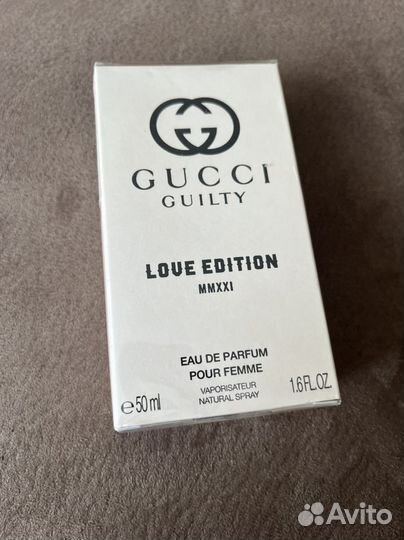 GUCCI
GUILTY
LOVE EDITION
MMXXI
EAU DE PARFUM
POUR FEMME
VAPORISATEUR
NATURAL SPRAY
℮50 ml
1.6 FL.OZ.
Avito